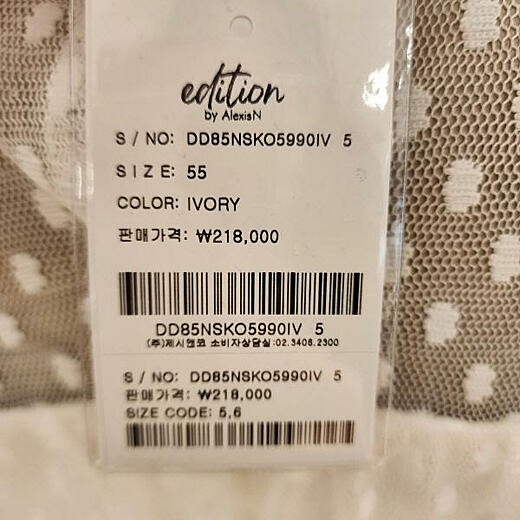 edition
by AlexisN
S / NO: DD85NSKO5990IV 5
SIZE: 55
COLOR: IVORY
판매가격: ₩218,000
DD85NSKO5990IV 5
(주)제시앤코 소비자상담실:02.3408.2300
S / NO: DD85NSKO5990IV 5
판매가격: ₩218,000
SIZE CODE: 5,6